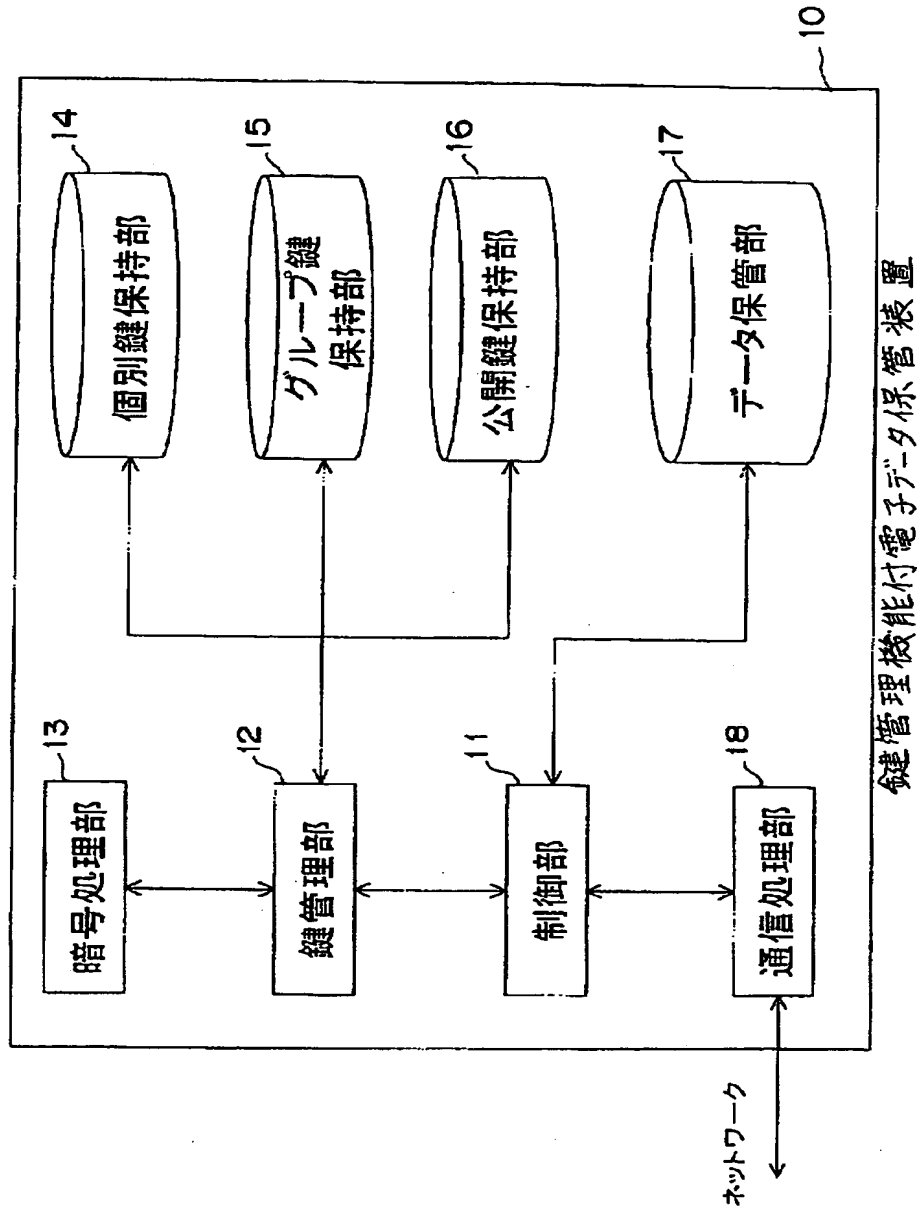 13
暗号処理部
12
鍵管理部
11
制御部
18
通信処理部
ネットワーク
14
個別鍵保持部
15
グループ鍵
保持部
16
公開鍵保持部
17
データ保管部
10
鍵管理機能付電子データ保管装置